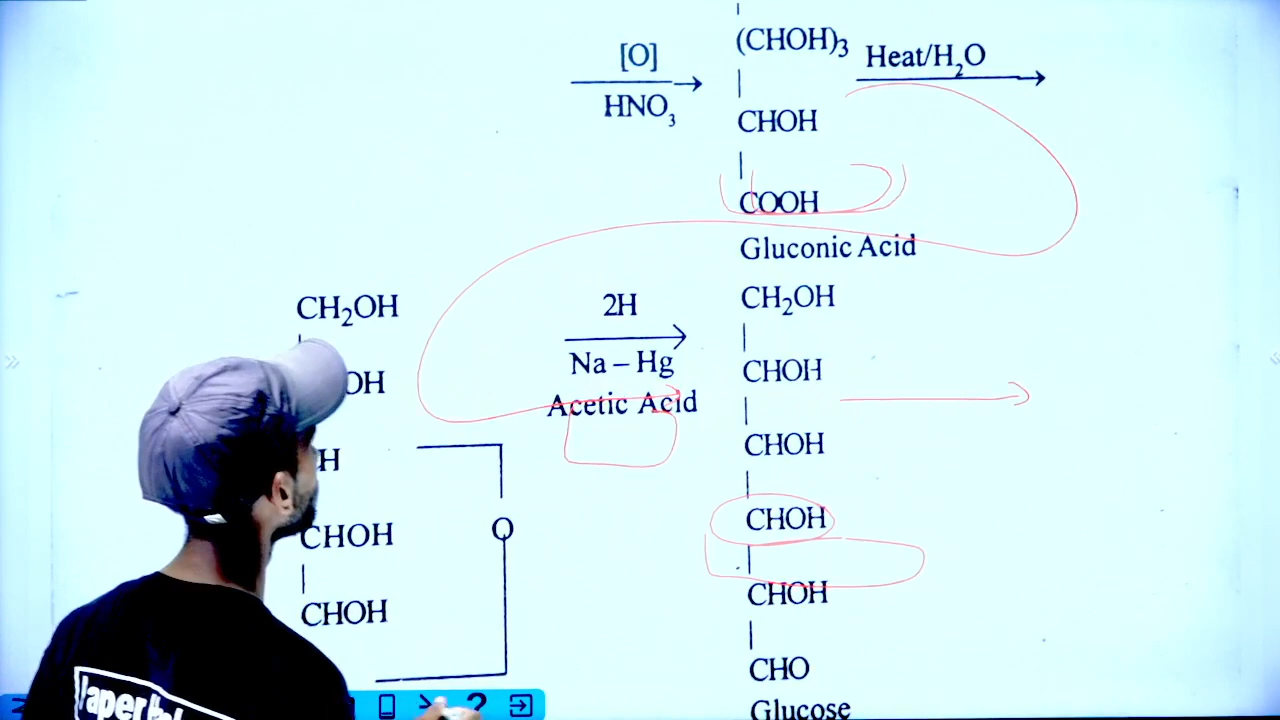 [O]
HNO3
(CHOH)3
Heat/H2O
CHOH
COOH
Gluconic Acid
CH2OH
OH
H
CHOH
CHOH
O
2H
Na – Hg
Acetic Acid
CH2OH
CHOH
CHOH
CHOH
CHOH
CHO
Glucose
?